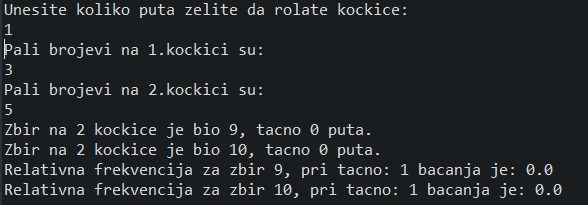 Unesite koliko puta zelite da rolate kockice:
1
Pali brojevi na 1.kockici su:
3
Pali brojevi na 2.kockici su:
5
Zbir na 2 kockice je bio 9, tacno 0 puta.
Zbir na 2 kockice je bio 10, tacno 0 puta.
Relativna frekvencija za zbir 9, pri tacno: 1 bacanja je: 0.0
Relativna frekvencija za zbir 10, pri tacno: 1 bacanja je: 0.0